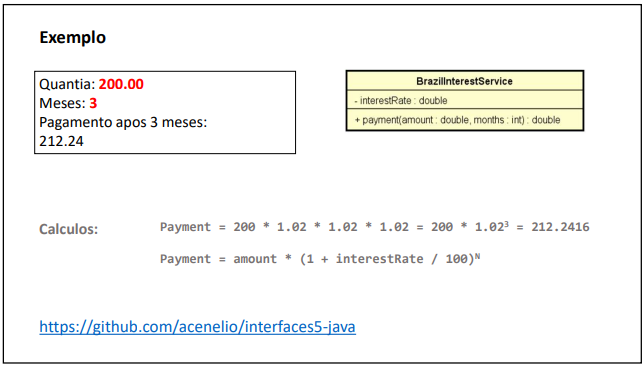 Exemplo
Quantia: 200.00
Meses: 3
Pagamento apos 3 meses:
212.24
BrazilInterestService
- interestRate : double
+ payment(amount : double, months : int) : double
Calculos:
Payment = 200 * 1.02 * 1.02 * 1.02 = 200 * 1.02³ = 212.2416
Payment = amount * (1 + interestRate / 100)ᴺ
https://github.com/acenelio/interfaces5-java